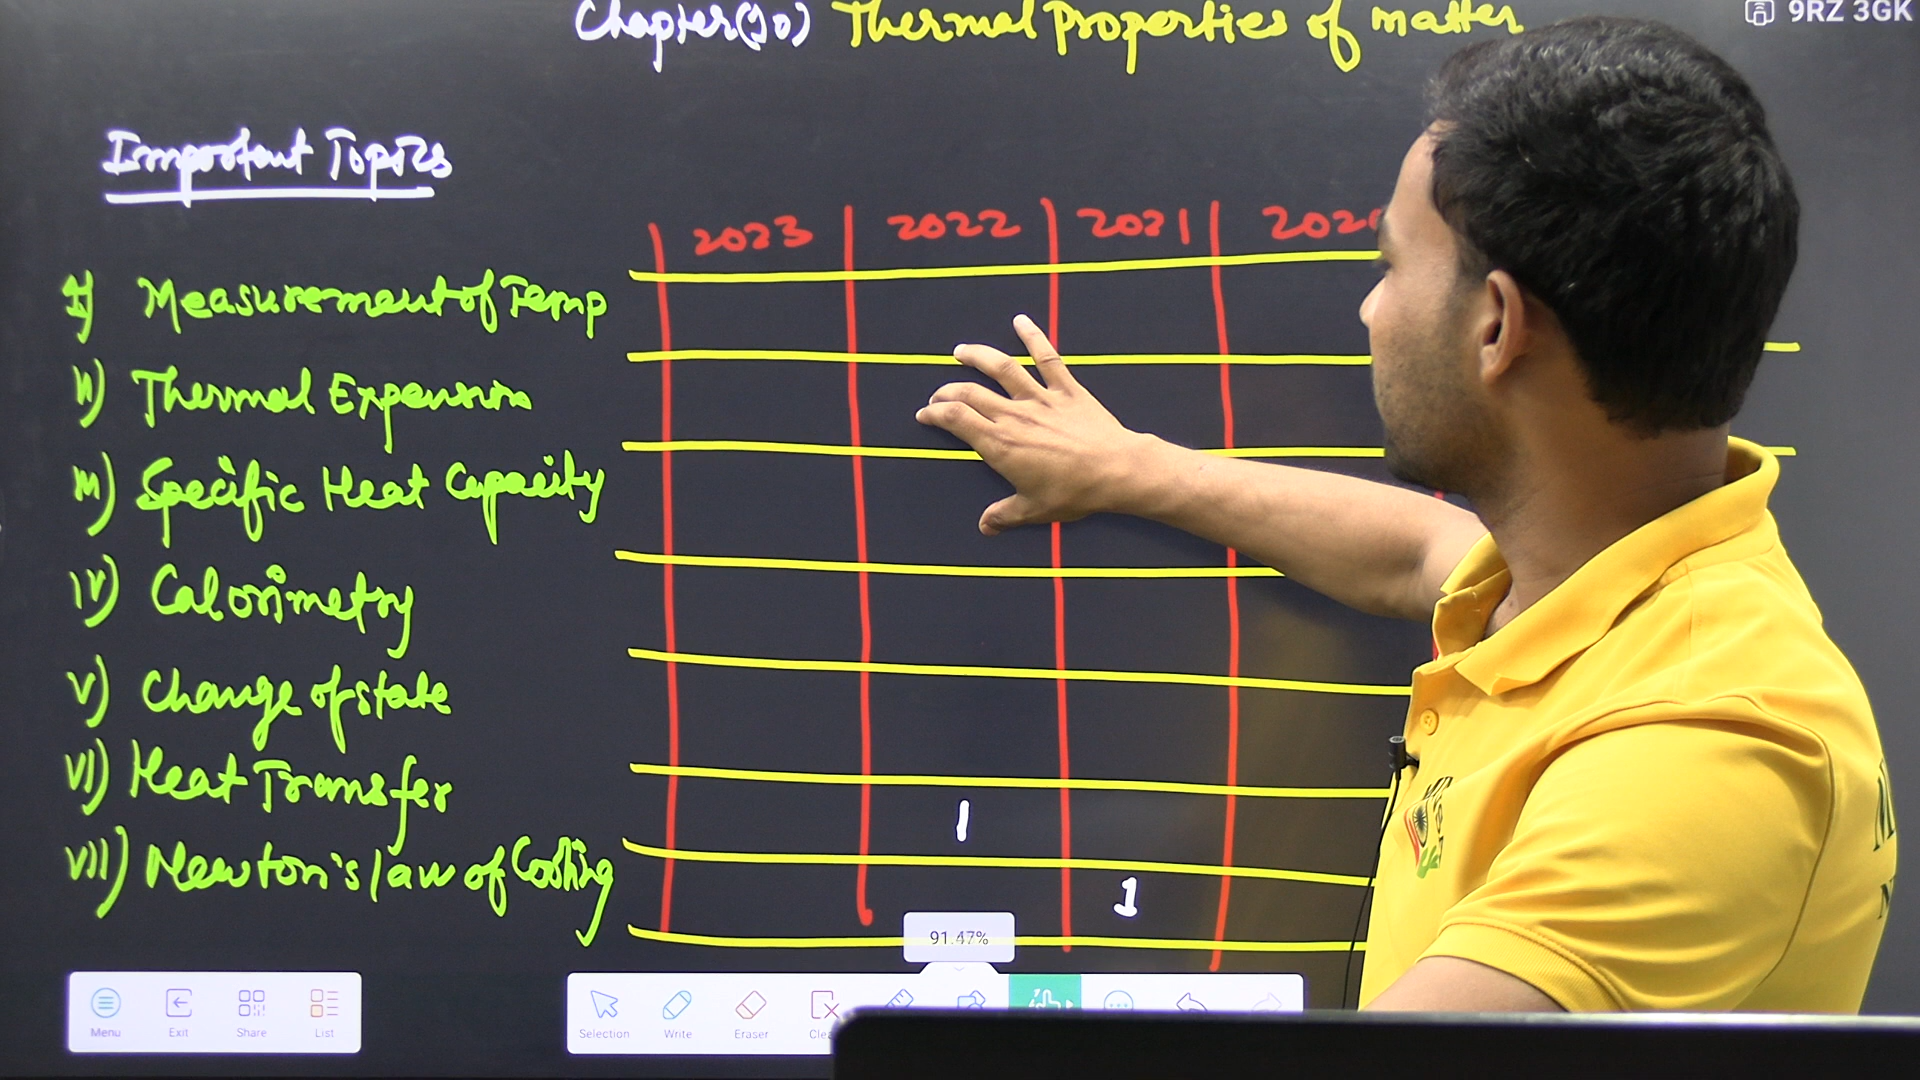 Chapter(10) Thermal Properties of matter
9RZ 3GK
Important Topics
2023 2022 2021 2020
I) Measurement of Temp
II) Thermal Expension
III) Specific Heat Capacity
IV) Calorimetry
V) Change of state
VI) Heat Transfer
1
VII) Newton's law of Cooling
1
91.47%
Menu Exit Share List
Selection Write Eraser